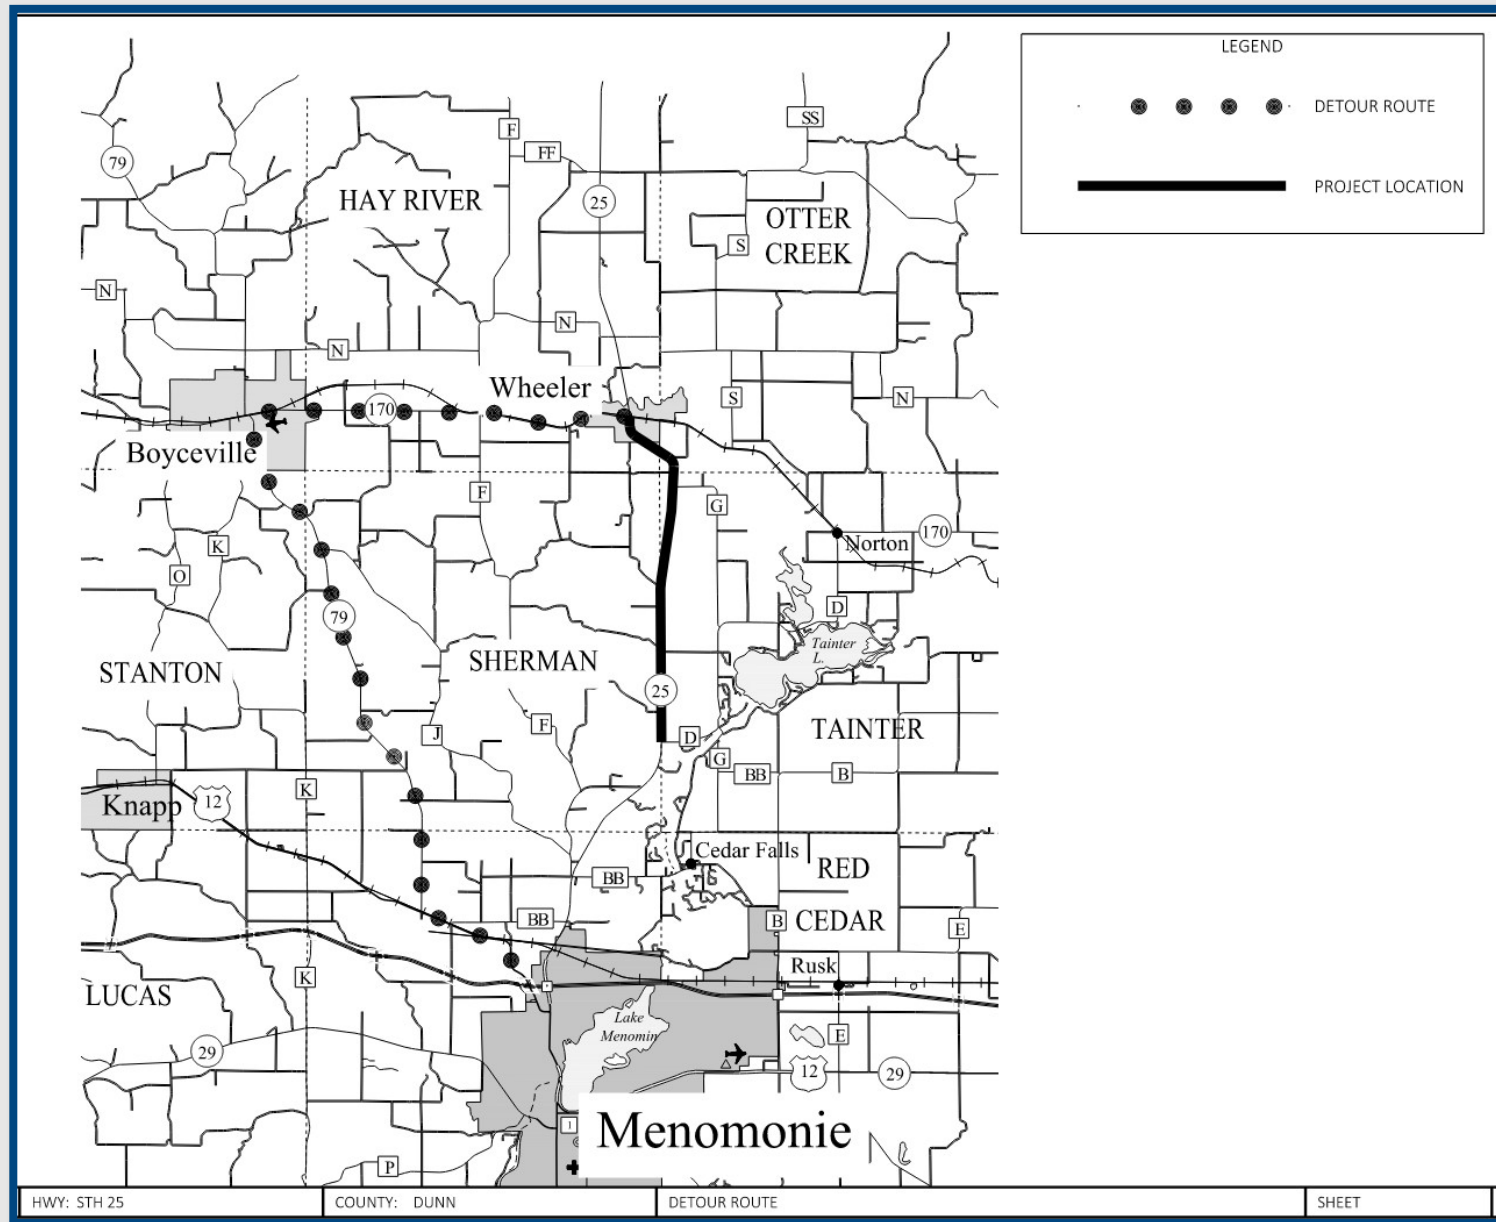 LEGEND
DETOUR ROUTE
PROJECT LOCATION
SS
F
79
FF
HAY RIVER
25
OTTER
CREEK
S
N
N
N
Wheeler
S
N
170
Boyceville
F
G
170
K
Norton
O
D
79
Tainter
L.
SHERMAN
STANTON
25
F
J
D
TAINTER
G
BB
B
K
12
Knapp
Cedar Falls
RED
BB
BB
B
CEDAR
E
Rusk
K
LUCAS
Lake
Menomin
E
29
12
29
Menomonie
P
HWY: STH 25
COUNTY: DUNN
DETOUR ROUTE
SHEET